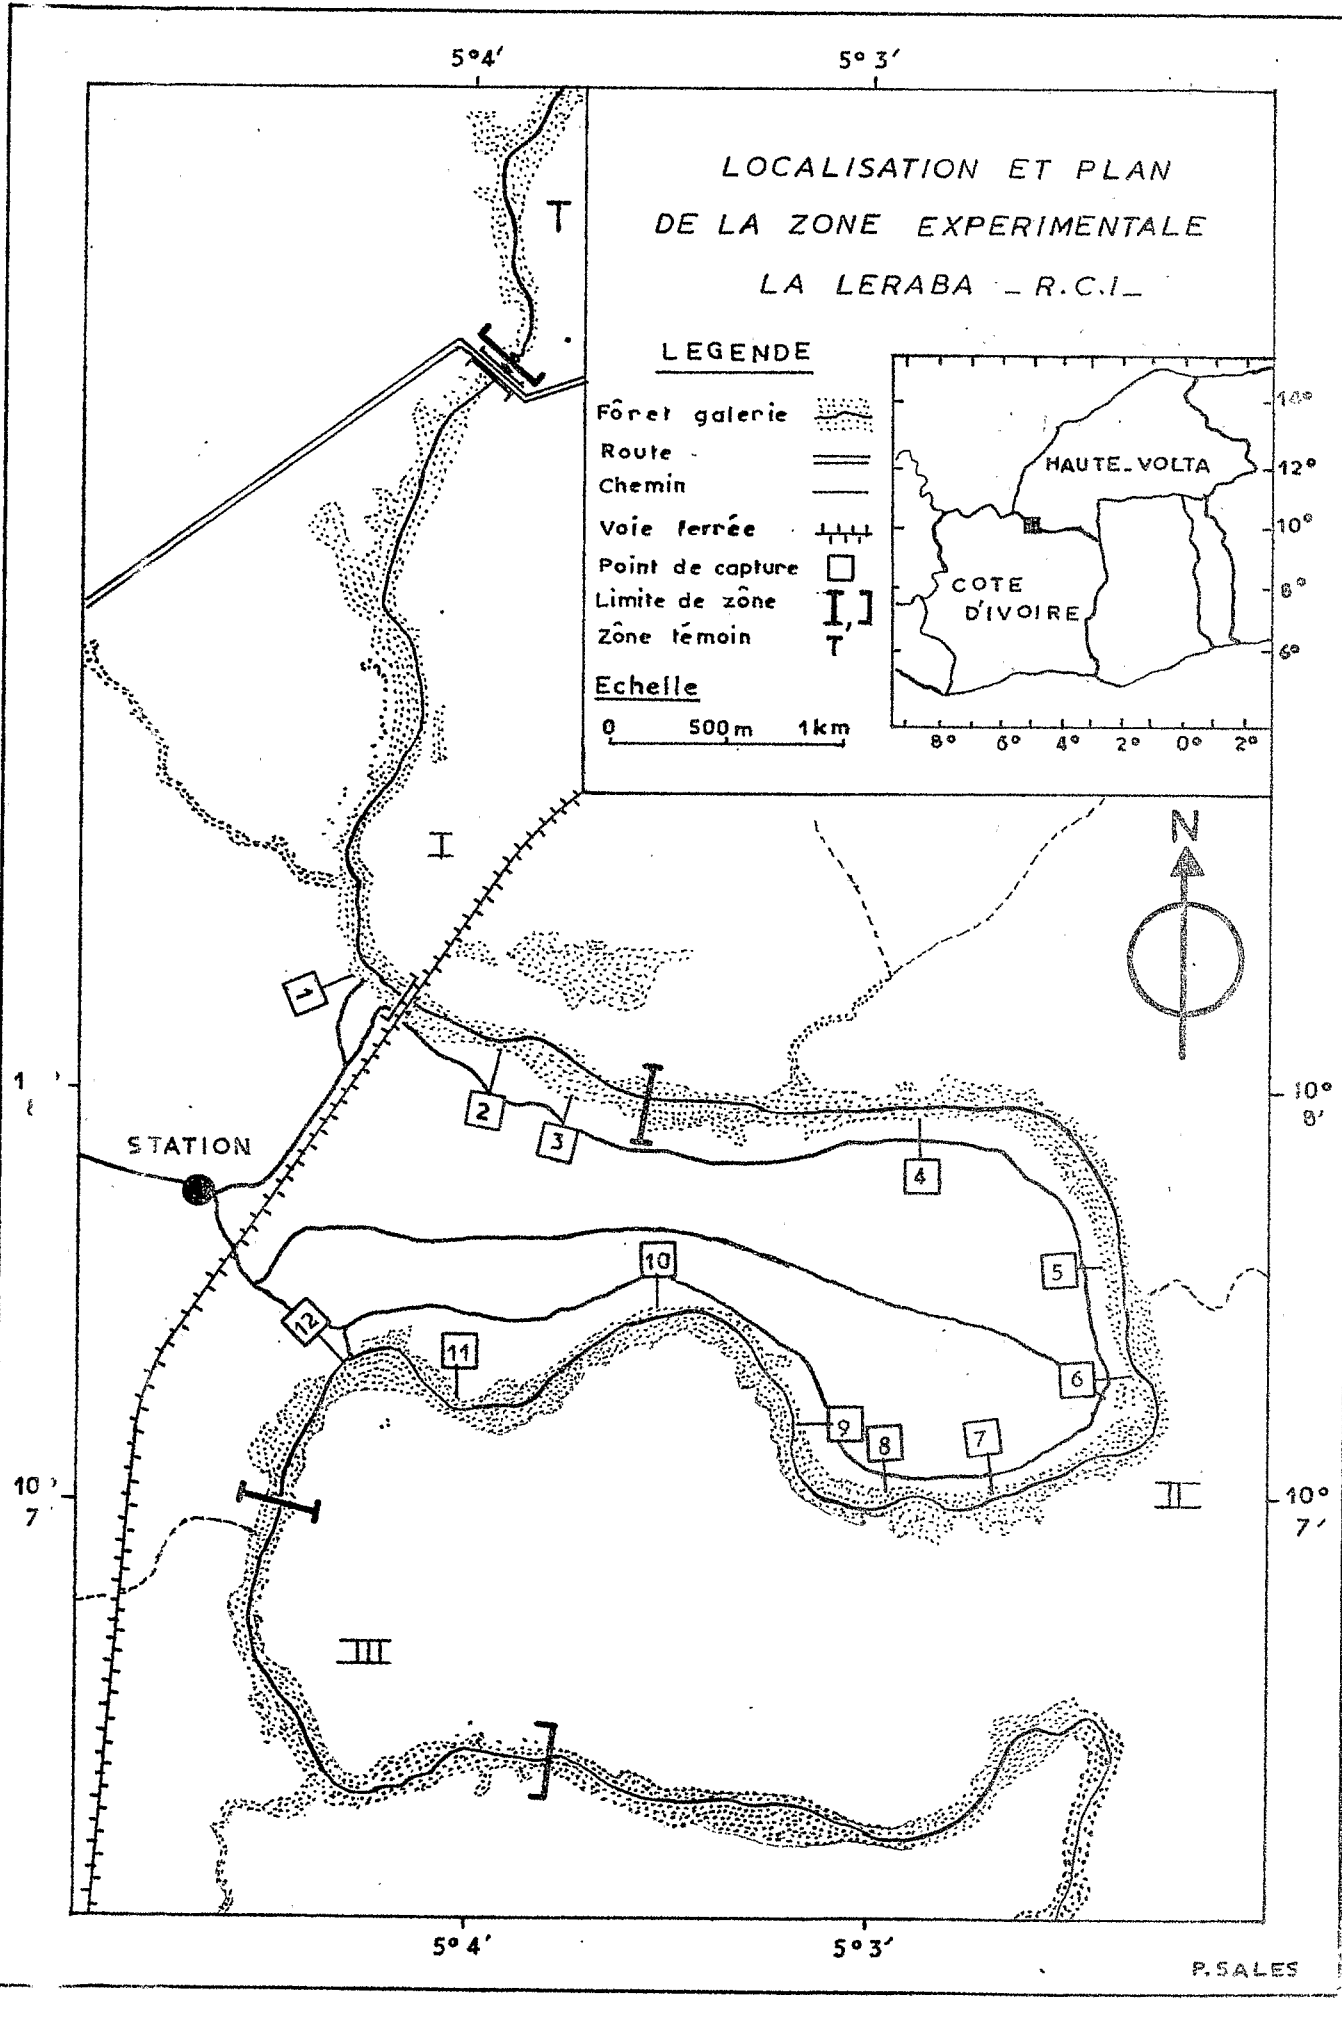 5°4′
5°3′
LOCALISATION ET PLAN
DE LA ZONE EXPERIMENTALE
LA LERABA _ R.C.I_
T
LEGENDE
Fôret galerie
Route
Chemin
Voie ferrée
Point de capture
Limite de zône
I,]
Zône témoin
T
Echelle
0 500m 1km
HAUTE_VOLTA
COTE
D'IVOIRE
14°
12°
10°
8°
6°
8° 6° 4° 2° 0° 2°
I
N
1
2
3
4
5
6
7
8
9
10
11
12
STATION
10°
8′
10°
7′
10°
7′
II
III
5°4′
5°3′
P.SALES